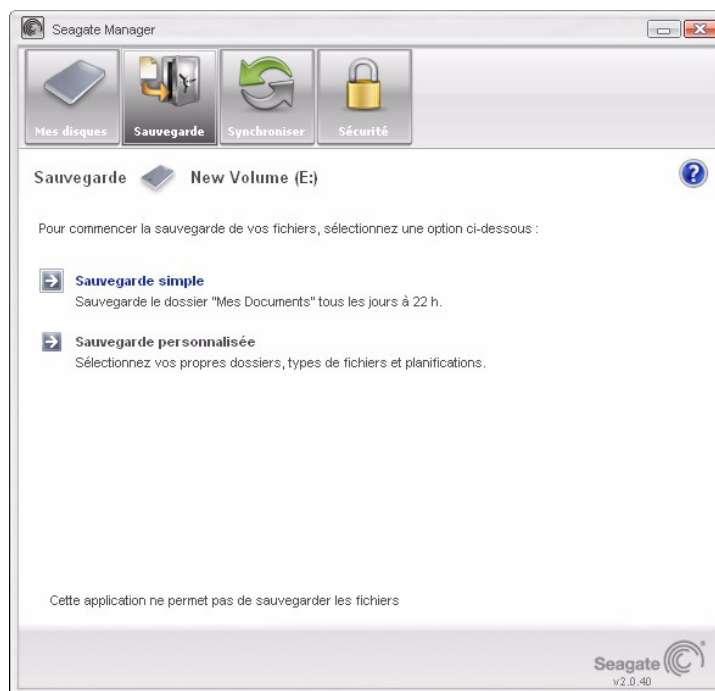 Seagate Manager
Mes disques
Sauvegarde
Synchroniser
Sécurité
Sauvegarde New Volume (E:)
?
Pour commencer la sauvegarde de vos fichiers, sélectionnez une option ci-dessous :
Sauvegarde simple
Sauvegarde le dossier "Mes Documents" tous les jours à 22 h.
Sauvegarde personnalisée
Sélectionnez vos propres dossiers, types de fichiers et planifications.
Cette application ne permet pas de sauvegarder les fichiers
Seagate
v2.0.40